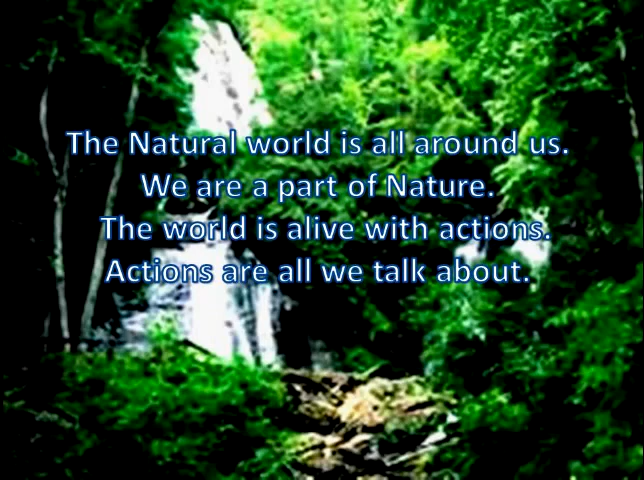 The Natural world is all around us.
We are a part of Nature.
The world is alive with actions.
Actions are all we talk about.